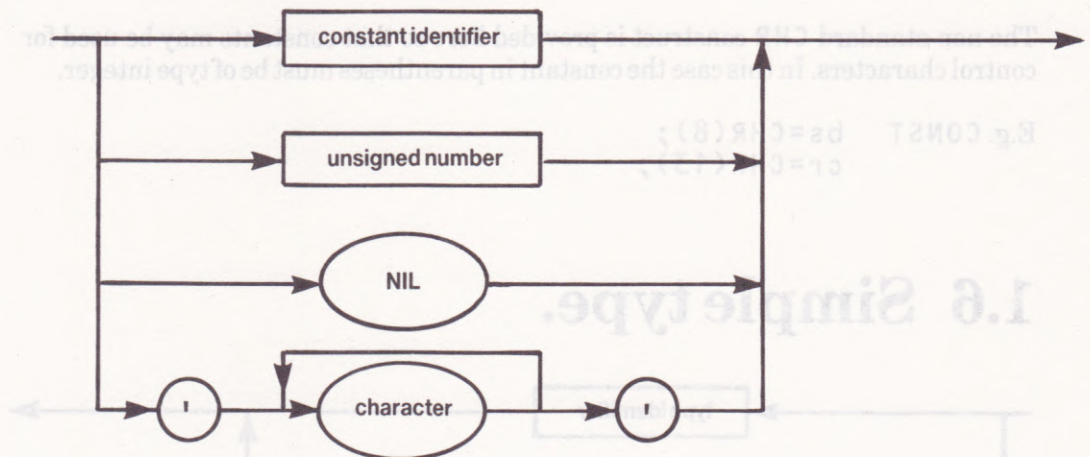 constant identifier
The non-standard CHR construct is provided here so that constants may be used for
control characters. In this case the constant in parentheses must be of type integer.
E.g. CONST bs=CHR(8);
cr=CHR(13);
unsigned number
NIL
1.6 Simple type.
' character '
type identifier